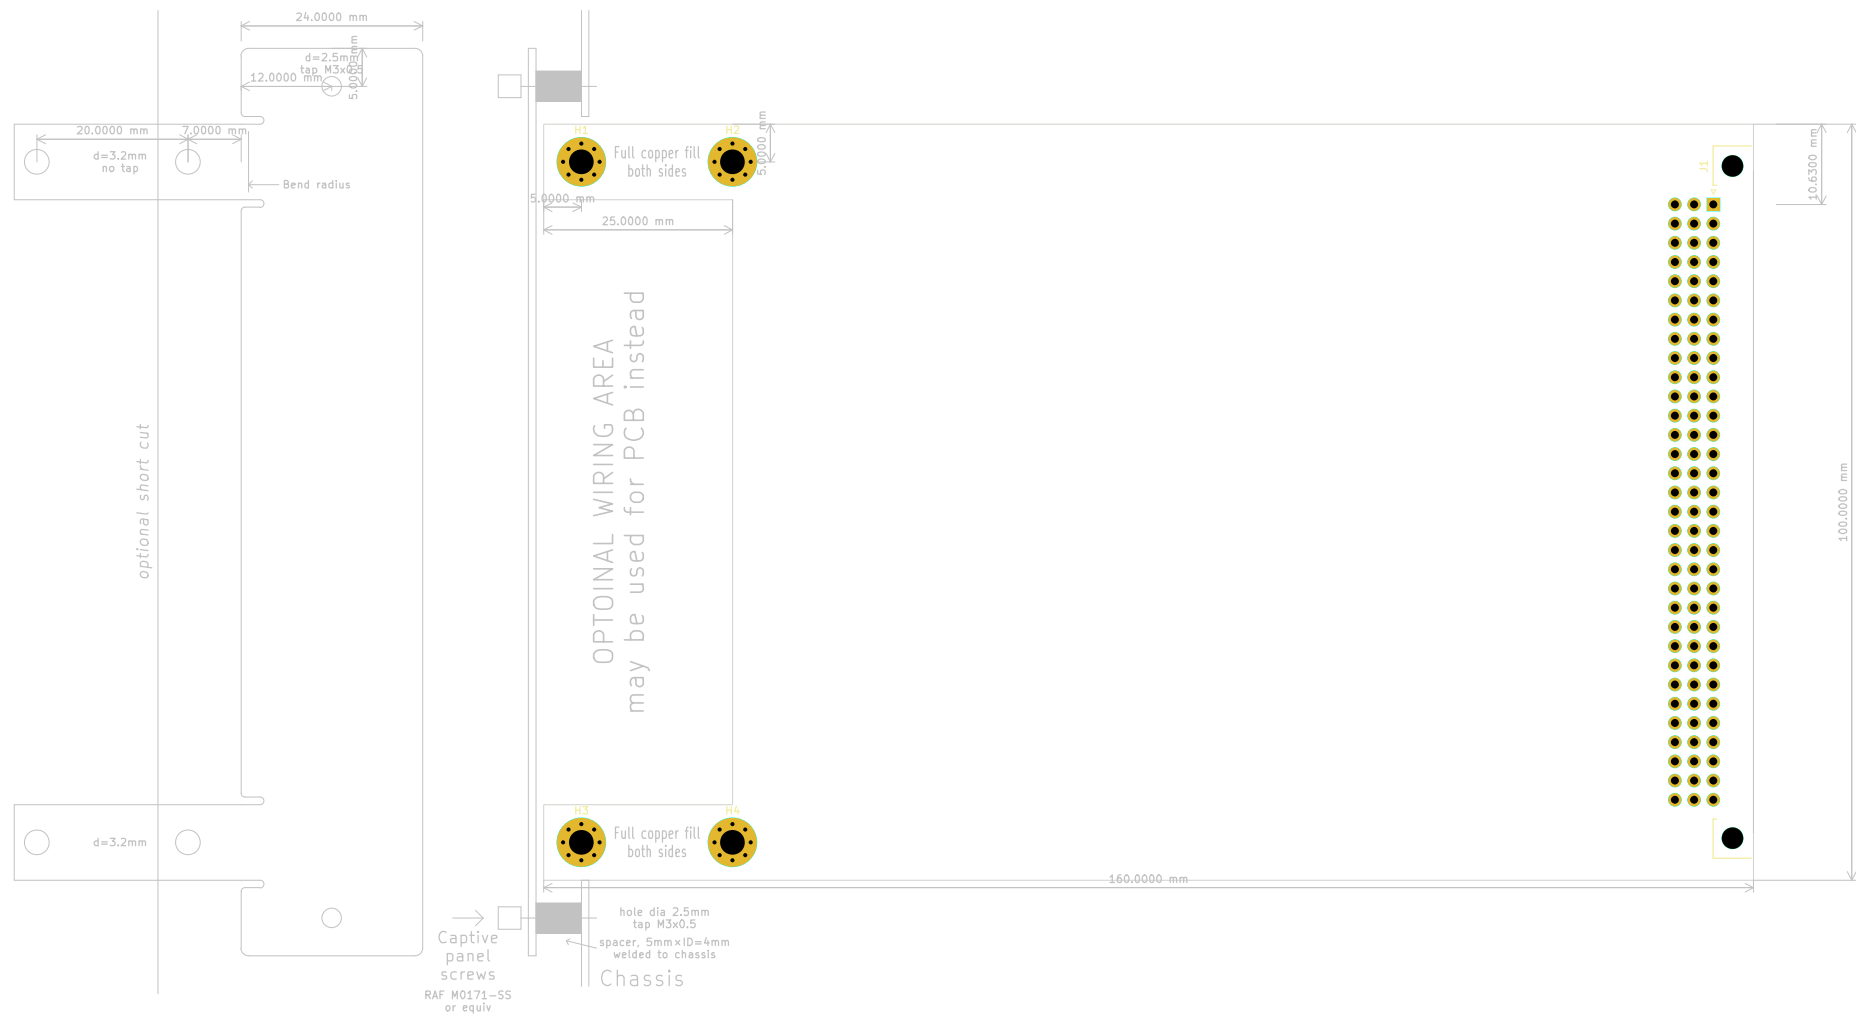 24.0000 mm
d=2.5mm
tap M3x0.5
12.0000 mm
5.0000 mm
20.0000 mm
7.0000 mm
d=3.2mm
no tap
Bend radius
optional short cut
d=3.2mm
H1
H2
Full copper fill
both sides
5.0000 mm
5.0000 mm
25.0000 mm
OPTOINAL WIRING AREA
may be used for PCB instead
J1
10.6300 mm
100.0000 mm
H3
H4
Full copper fill
both sides
160.0000 mm
hole dia 2.5mm
tap M3x0.5
spacer, 5mm×ID=4mm
welded to chassis
Chassis
Captive
panel
screws
RAF M0171-SS
or equiv